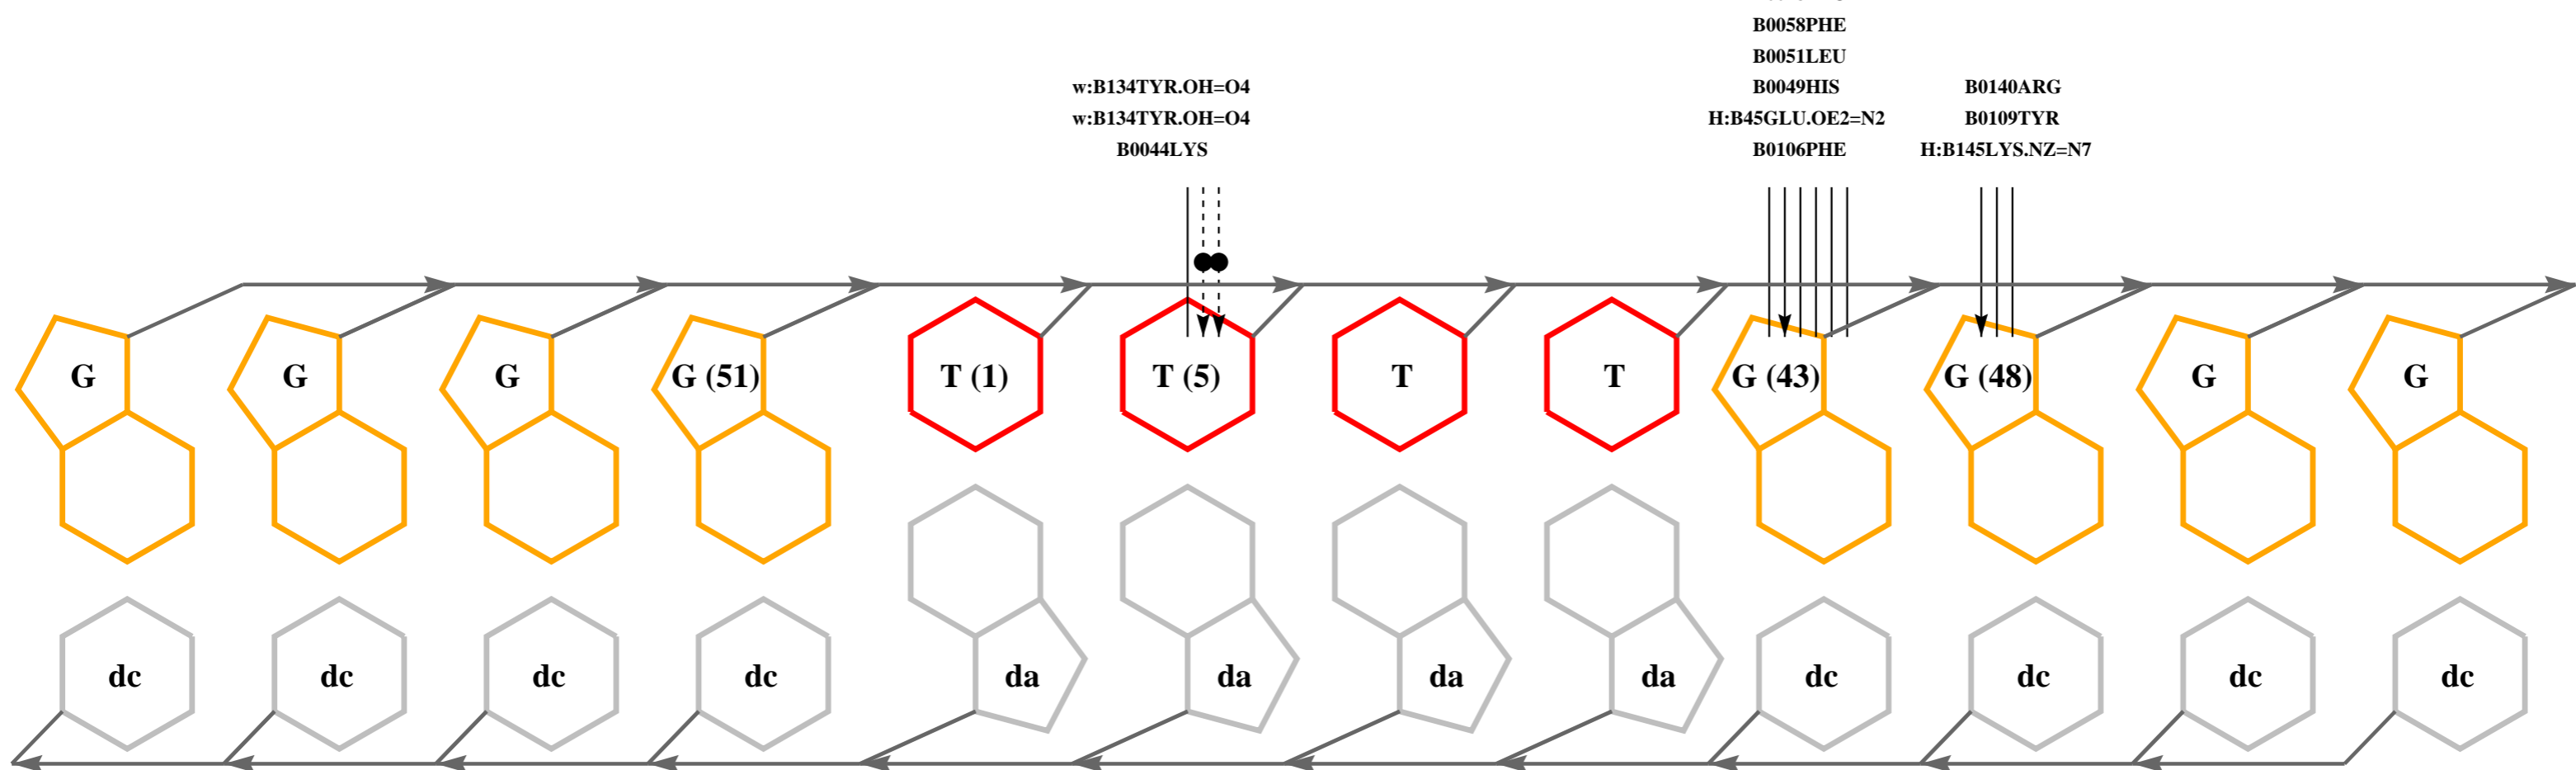 B0058PHE
B0051LEU
w:B134TYR.OH=O4 B0049HIS B0140ARG
w:B134TYR.OH=O4 H:B45GLU.OE2=N2 B0109TYR
B0044LYS B0106PHE H:B145LYS.NZ=N7
G G G G (51) T (1) T (5) T T G (43) G (48) G G
dc dc dc dc da da da da dc dc dc dc